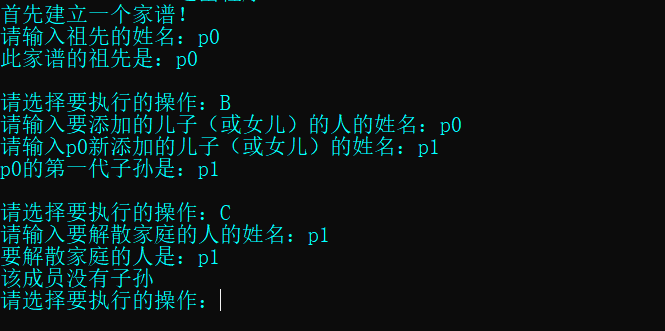 首先建立一个家谱!
请输入祖先的姓名: p0
此家谱的祖先是: p0
请选择要执行的操作: B
请输入要添加的儿子（或女儿）的人的姓名: p0
请输入p0新添加的儿子（或女儿）的姓名: p1
p0的第一代子孙是: p1
请选择要执行的操作: C
请输入要解散家庭的人的姓名: p1
要解散家庭的人是: p1
该成员没有子孙
请选择要执行的操作: